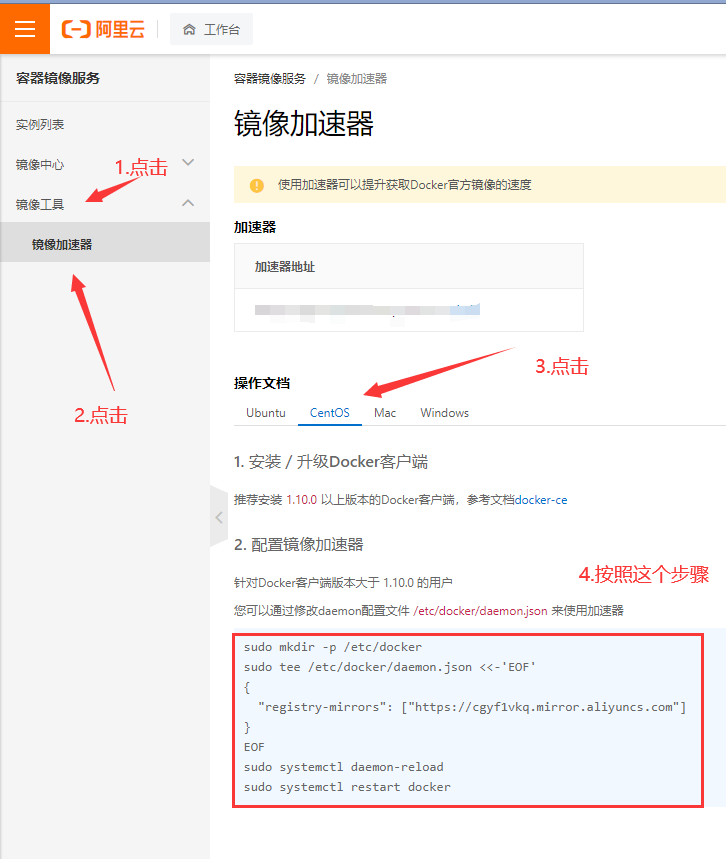 阿里云
工作台
容器镜像服务
实例列表
镜像中心
镜像工具
镜像加速器
1.点击
2.点击
容器镜像服务 / 镜像加速器
镜像加速器
使用加速器可以提升获取Docker官方镜像的速度
加速器
加速器地址
操作文档
3.点击
Ubuntu CentOS Mac Windows
1. 安装 / 升级Docker客户端
推荐安装 1.10.0 以上版本的Docker客户端，参考文档docker-ce
2. 配置镜像加速器
针对Docker客户端版本大于 1.10.0 的用户
4.按照这个步骤
您可以通过修改daemon配置文件 /etc/docker/daemon.json 来使用加速器
sudo mkdir -p /etc/docker
sudo tee /etc/docker/daemon.json <<-'EOF'
{
"registry-mirrors": ["https://cgyf1vkq.mirror.aliyuncs.com"]
}
EOF
sudo systemctl daemon-reload
sudo systemctl restart docker